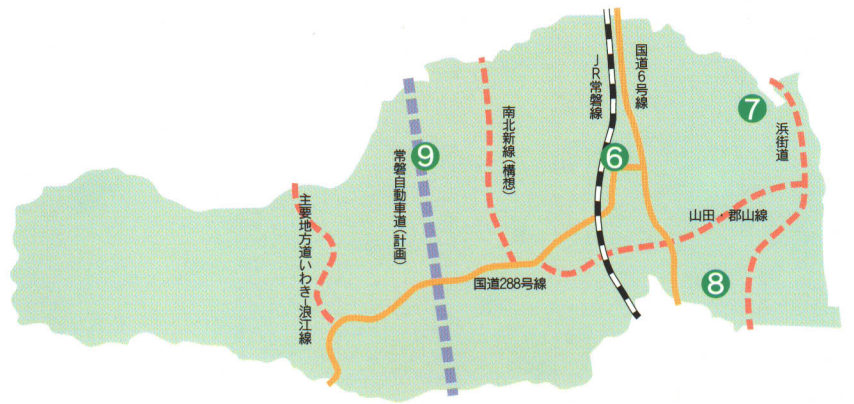 国道6号線
JR常磐線
⑦
浜街道
南北新線(構想)
⑥
⑨
常磐自動車道(計画)
主要地方道いわき-浪江線
山田・郡山線
国道288号線
⑧